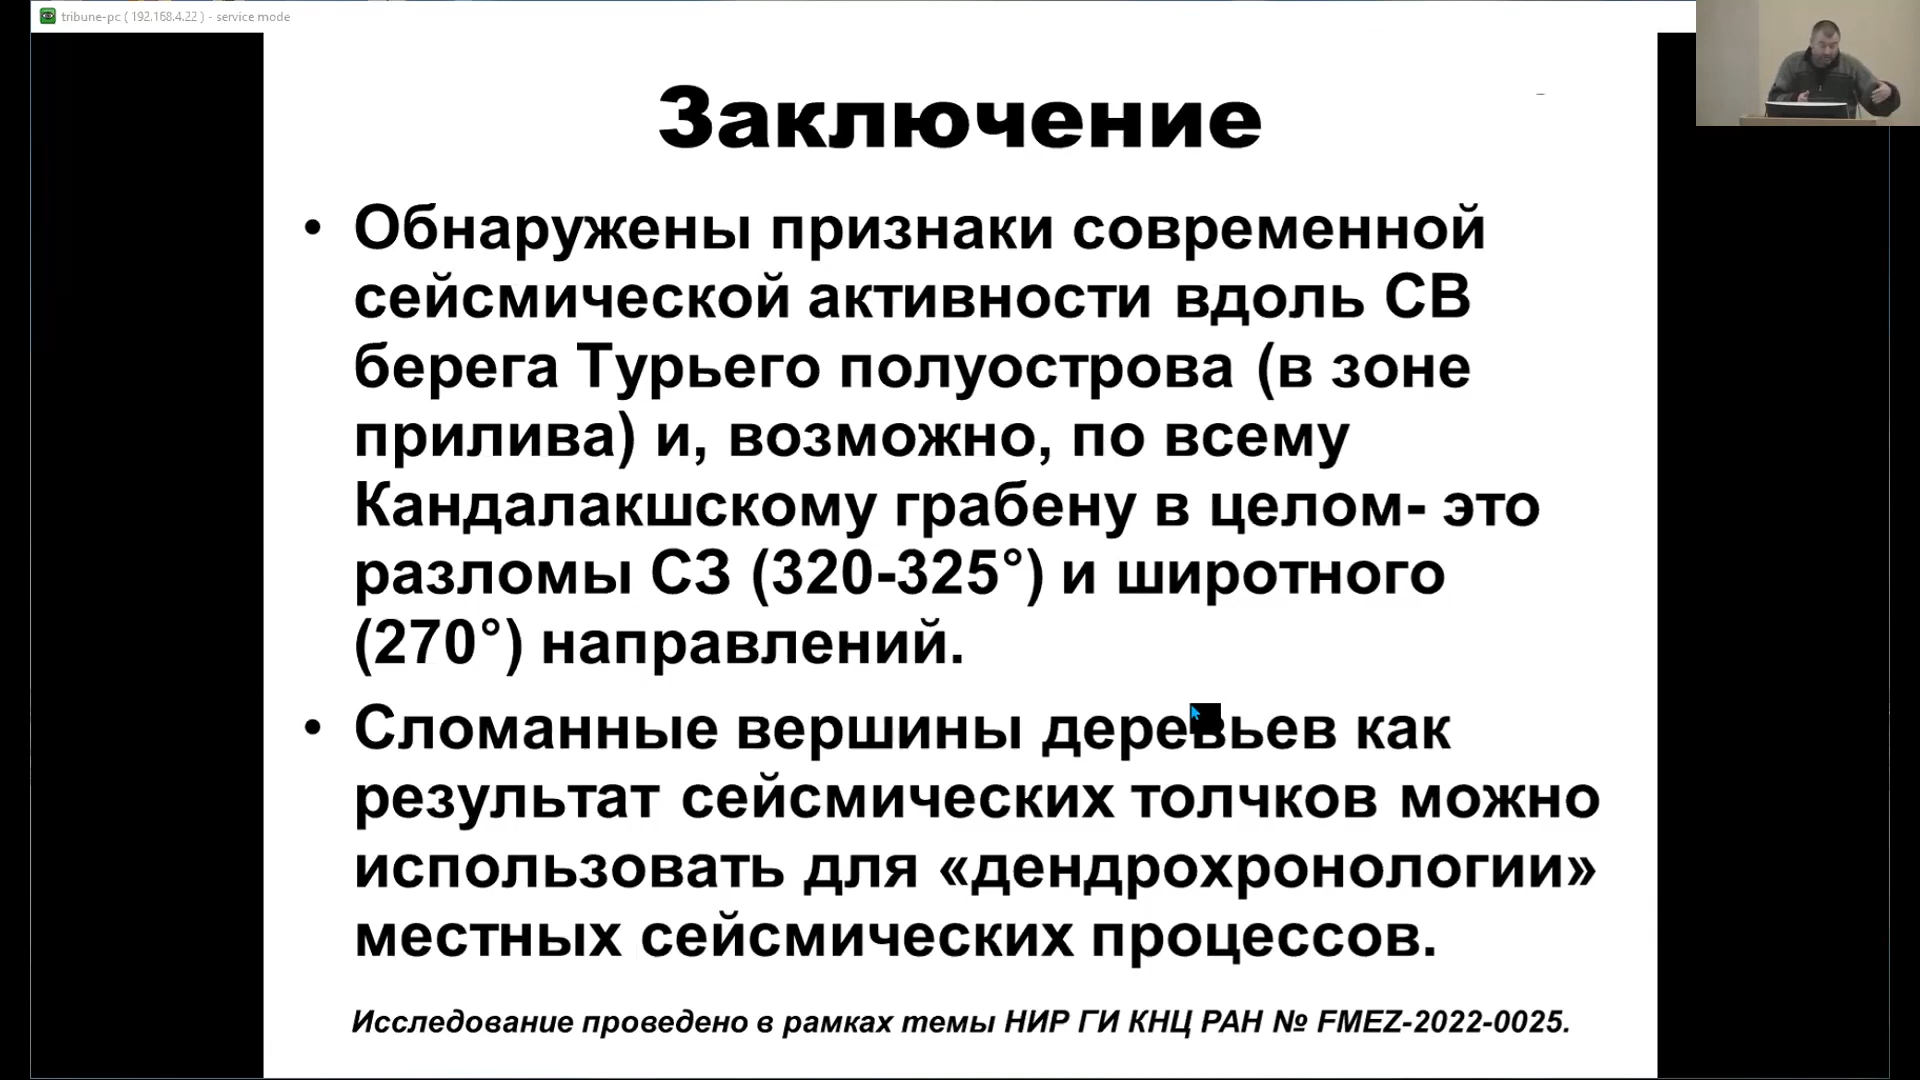 tribune-pc ( 192.168.4.22 ) - service mode
Заключение
• Обнаружены признаки современной
сейсмической активности вдоль СВ
берега Турьего полуострова (в зоне
прилива) и, возможно, по всему
Кандалакшскому грабену в целом- это
разломы СЗ (320-325°) и широтного
(270°) направлений.
• Сломанные вершины деревьев как
результат сейсмических толчков можно
использовать для «дендрохронологии»
местных сейсмических процессов.
Исследование проведено в рамках темы НИР ГИ КНЦ РАН № FMEZ-2022-0025.